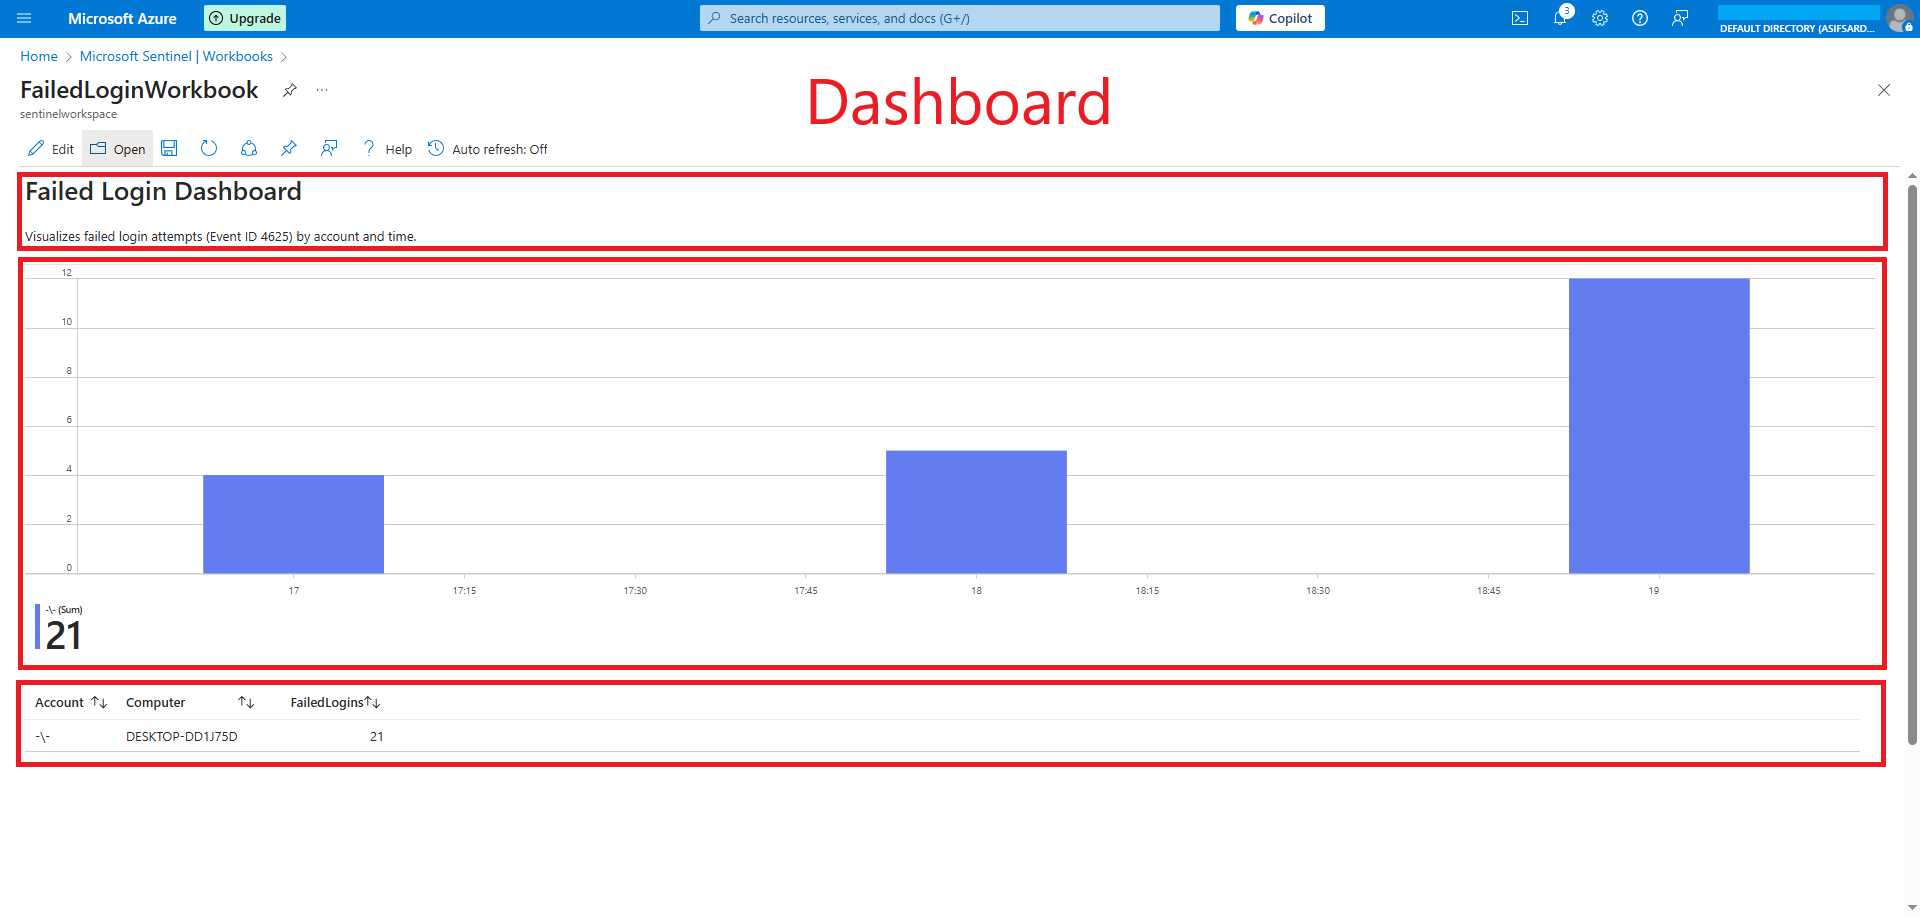 Microsoft Azure
Upgrade
Search resources, services, and docs (G+/)
Copilot
3
DEFAULT DIRECTORY (ASIFSARD...
Home > Microsoft Sentinel | Workbooks >
FailedLoginWorkbook
...
sentinelworkspace
Dashboard
Edit
Open
? Help
Auto refresh: Off
Failed Login Dashboard
Visualizes failed login attempts (Event ID 4625) by account and time.
12
10
8
6
4
2
0
17 17:15 17:30 17:45 18 18:15 18:30 18:45 19
-\- (Sum)
21
Account Computer FailedLogins
-\- DESKTOP-DD1J75D 21